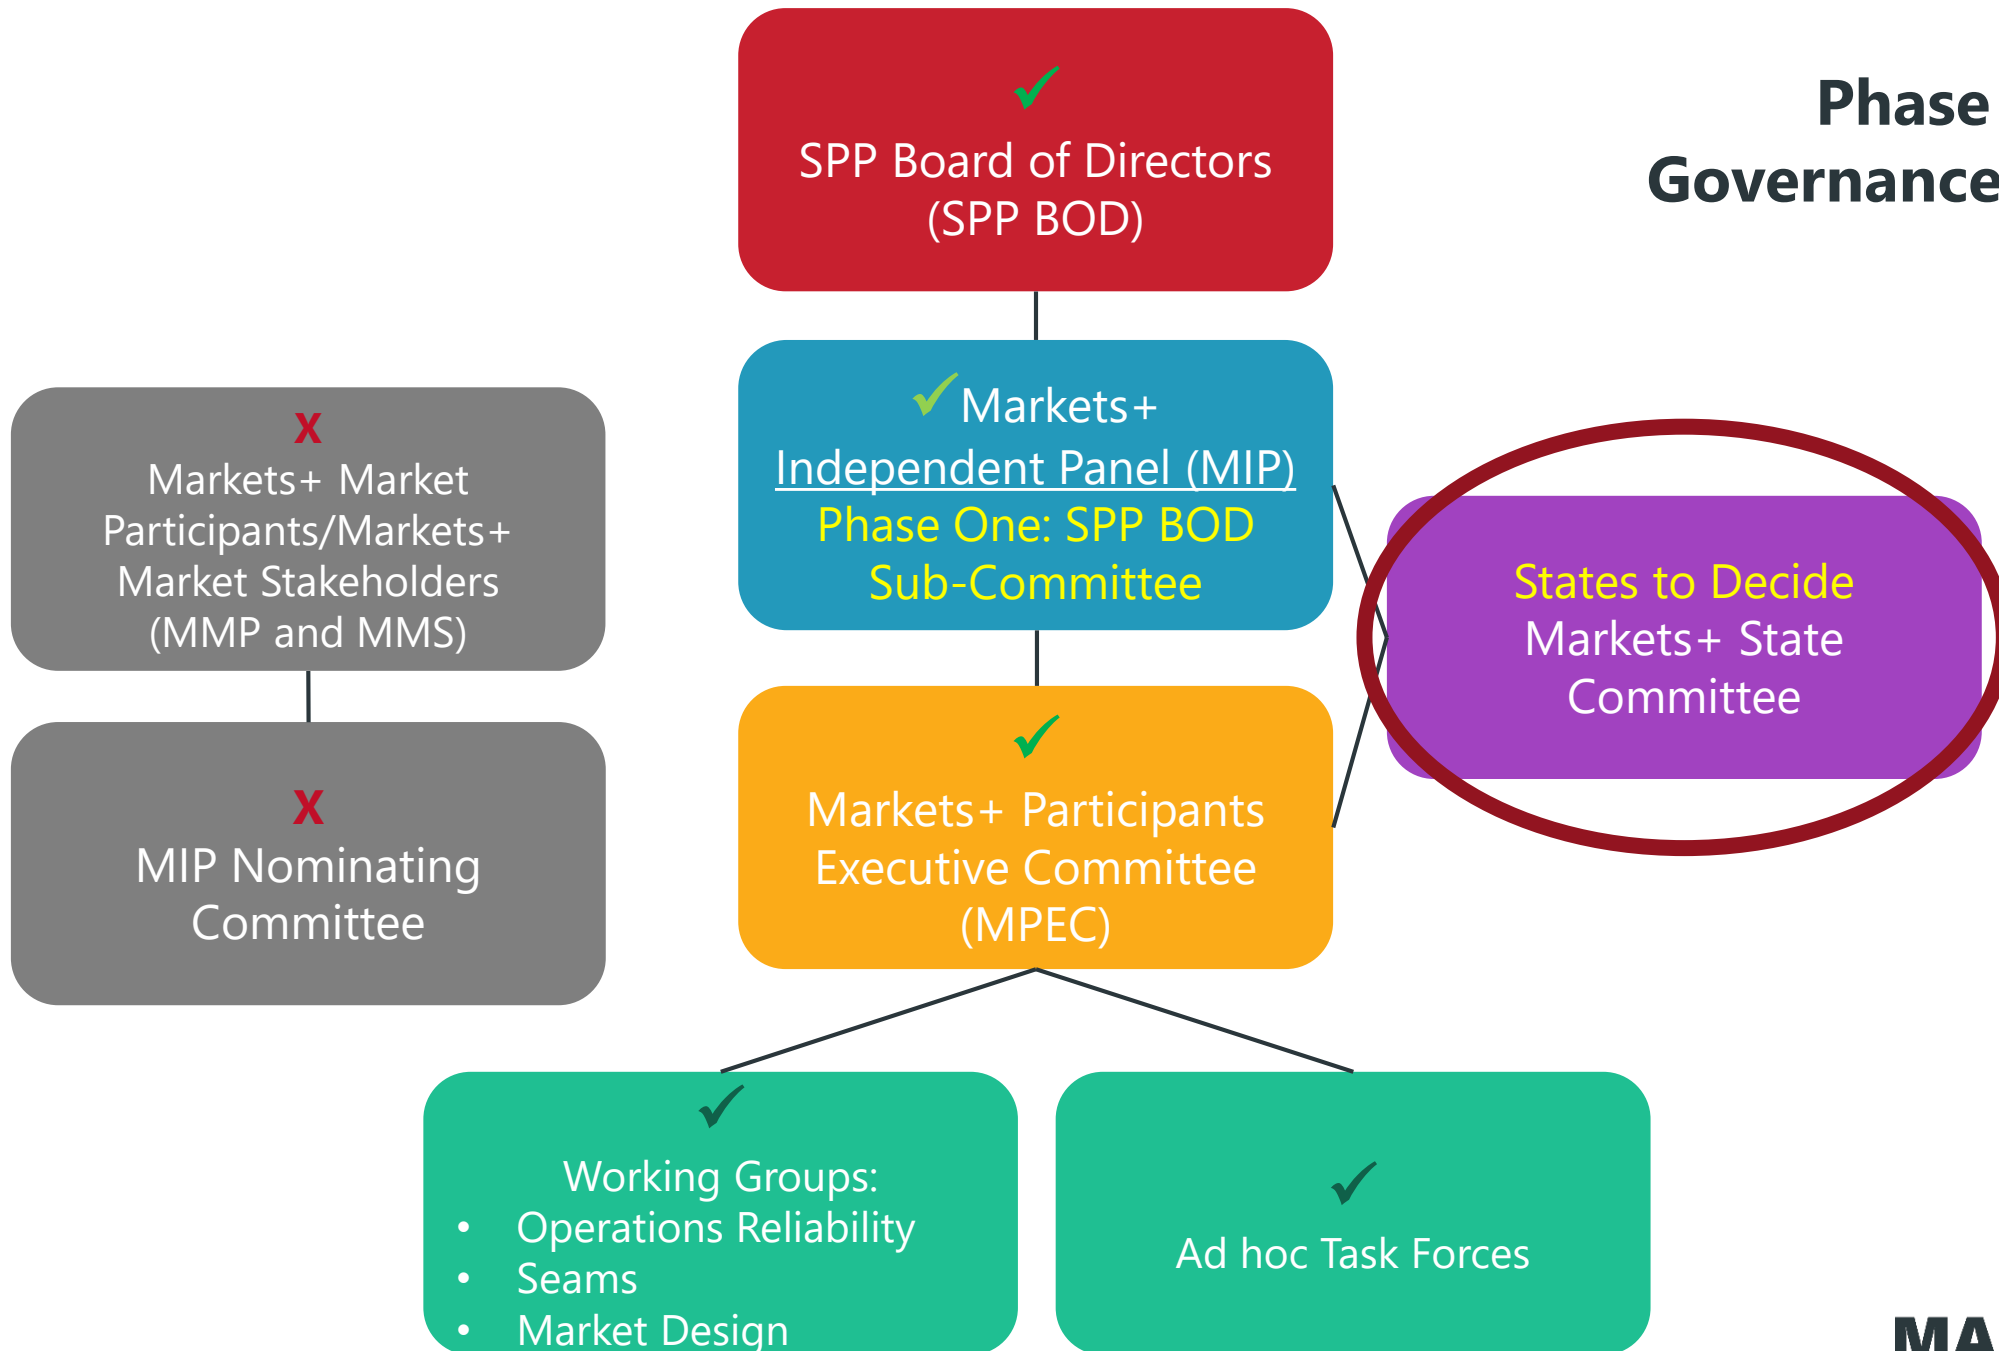 ✓
SPP Board of Directors
(SPP BOD)
Phase
Governance
✓Markets+
Independent Panel (MIP)
Phase One: SPP BOD
Sub-Committee
X
Markets+ Market
Participants/Markets+
Market Stakeholders
(MMP and MMS)
States to Decide
Markets+ State
Committee
✓
Markets+ Participants
Executive Committee
(MPEC)
X
MIP Nominating
Committee
✓
Working Groups:
• Operations Reliability
• Seams
• Market Design
✓
Ad hoc Task Forces
MA